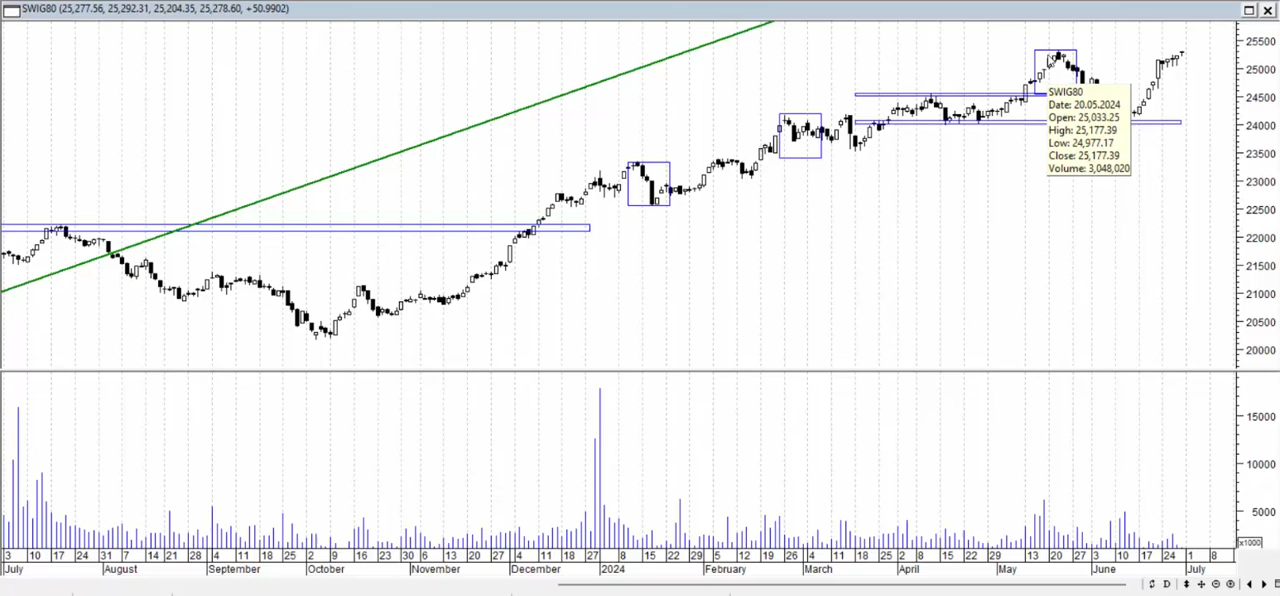 SWIG80 (25,277.56, 25,292.31, 25,204.35, 25,278.60, +50.9902)
25500
25000
24500
24000
23500
23000
22500
22000
21500
21000
20500
20000
SWIG80
Date: 20.05.2024
Open: 25,033.25
High: 25,177.39
Low: 24,977.17
Close: 25,177.39
Volume: 3,048,020
15000
10000
5000
x1000
3 10 17 24 31 7 14 21 28 4 11 18 25 2 9 16 23 30 6 13 20 27 4 11 18 27 8 15 22 29 5 12 19 26 4 11 18 25 2 8 15 22 29 13 20 27 3 10 17 24 1 8
July August September October November December 2024 February March April May June July
D